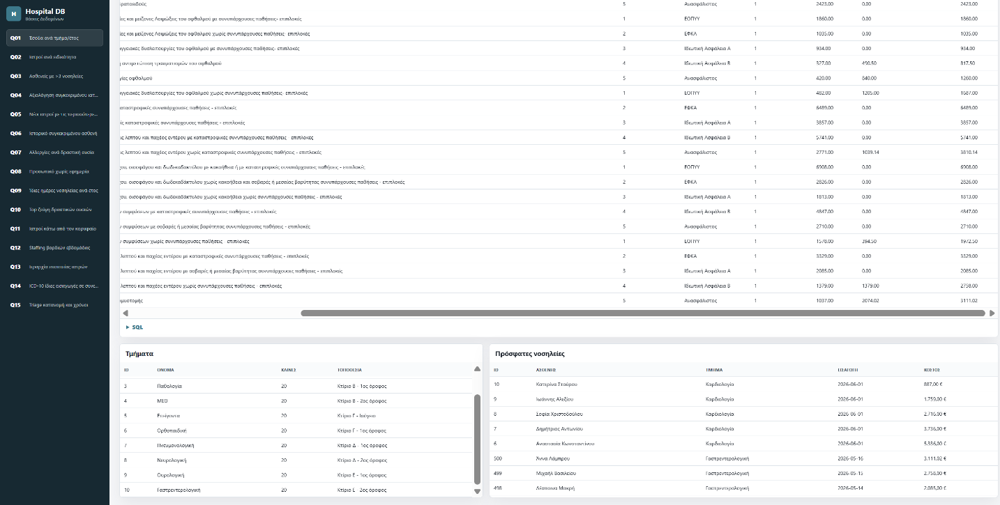 H
Hospital DB
Βάσεις Δεδομένων
Q01 Έσοδα ανά τμήμα/έτος
Q02 Ιατροί ανά ειδικότητα
Q03 Ασθενείς με >3 νοσηλείες
Q04 Αξιολόγηση συγκεκριμένου ιατ...
Q05 Νέοι ιατροί με τις περισσότερε...
Q06 Ιστορικό συγκεκριμένου ασθενή
Q07 Αλλεργίες ανά δραστική ουσία
Q08 Προσωπικό χωρίς εφημερία
Q09 Ίδιες ημέρες νοσηλείας ανά έτος
Q10 Top ζεύγη δραστικών ουσιών
Q11 Ιατροί κάτω από τον κορυφαίο
Q12 Staffing βαρδιών εβδομάδας
Q13 Ιεραρχία εποπτείας ιατρών
Q14 ICD-10 ίδιες εισαγωγές σε συνε...
Q15 Triage κατανομή και χρόνοι
ερατοειδούς 5 Ανασφάλιστος 1 2423.00 0.00 2423.00
ίες και μείζονες Λοιμώξεις του οφθαλμού με συνυπάρχουσες παθήσεις- επιπλοκές 1 ΕΟΠΥΥ 1 1860.00 0.00 1860.00
ίες και μείζονες Λοιμώξεις του οφθαλμού χωρίς συνυπάρχουσες παθήσεις- επιπλοκές 2 ΕΦΚΑ 1 1035.00 0.00 1035.00
αγγειακές δυσλειτουργίες του οφθαλμού με συνυπάρχουσες παθήσεις- επιπλοκές 3 Ιδιωτική Ασφάλεια Α 1 934.00 0.00 934.00
ή αντιμετώπιση τραυματισμών του οφθαλμού 4 Ιδιωτική Ασφάλεια Β 1 327.00 490.50 817.50
γίες οφθαλμού 5 Ανασφάλιστος 1 420.00 840.00 1260.00
αγγειακές δυσλειτουργίες του οφθαλμού χωρίς συνυπάρχουσες παθήσεις- επιπλοκές 1 ΕΟΠΥΥ 1 482.00 1205.00 1687.00
αταστροφικές συνυπάρχουσες παθήσεις - επιπλοκές 2 ΕΦΚΑ 1 6489.00 0.00 6489.00
ίς καταστροφικές συνυπάρχουσες παθήσεις - επιπλοκές 3 Ιδιωτική Ασφάλεια Α 1 3857.00 0.00 3857.00
ις λεπτού και παχέος εντέρου με καταστροφικές συνυπάρχουσες παθήσεις - επιπλοκές 4 Ιδιωτική Ασφάλεια Β 1 5741.00 0.00 5741.00
ις λεπτού και παχέος εντέρου χωρίς καταστροφικές συνυπάρχουσες παθήσεις - επιπλοκές 5 Ανασφάλιστος 1 2771.00 1039.14 3810.14
χου, οισοφάγου και δωδεκαδακτύλου με κακοήθεια ή με καταστροφικές συνυπάρχουσες παθήσεις - επιπλοκές 1 ΕΟΠΥΥ 1 6908.00 0.00 6908.00
χου, οισοφάγου και δωδεκαδακτύλου χωρίς κακοήθεια και σοβαρές ή μεσαίας βαρύτητας συνυπάρχουσες παθήσεις - επιπλοκές 2 ΕΦΚΑ 1 2826.00 0.00 2826.00
χου, οισοφάγου και δωδεκαδακτύλου χωρίς κακοήθεια χωρίς συνυπάρχουσες παθήσεις - επιπλοκές 3 Ιδιωτική Ασφάλεια Α 1 1813.00 0.00 1813.00
ν συμφύσεων με καταστροφικές συνυπάρχουσες παθήσεις - επιπλοκές 4 Ιδιωτική Ασφάλεια Β 1 4847.00 0.00 4847.00
ν συμφύσεων με σοβαρές ή μεσαίας βαρύτητας συνυπάρχουσες παθήσεις - επιπλοκές 5 Ανασφάλιστος 1 2710.00 0.00 2710.00
ν συμφύσεων χωρίς συνυπάρχουσες παθήσεις - επιπλοκές 1 ΕΟΠΥΥ 1 1578.00 394.50 1972.50
λεπτού και παχέος εντέρου με καταστροφικές συνυπάρχουσες παθήσεις - επιπλοκές 2 ΕΦΚΑ 1 3329.00 0.00 3329.00
λεπτού και παχέος εντέρου με σοβαρές ή μεσαίας βαρύτητας συνυπάρχουσες παθήσεις - επιπλοκές 3 Ιδιωτική Ασφάλεια Α 1 2085.00 0.00 2085.00
λεπτού και παχέος εντέρου χωρίς συνυπάρχουσες παθήσεις - επιπλοκές 4 Ιδιωτική Ασφάλεια Β 1 1379.00 1379.00 2758.00
ομυοτομής 5 Ανασφάλιστος 1 1037.00 2074.02 3111.02
SQL
Τμήματα
ID ΌΝΟΜΑ ΚΛΊΝΕΣ ΤΟΠΟΘΕΣΊΑ
3 Παθολογία 20 Κτίριο Β - 1ος όροφος
4 ΜΕΘ 20 Κτίριο Β - 2ος όροφος
5 Επείγοντα 20 Κτίριο Γ - Ισόγειο
6 Ορθοπαιδική 20 Κτίριο Γ - 1ος όροφος
7 Πνευμονολογική 20 Κτίριο Δ - 1ος όροφος
8 Νευρολογική 20 Κτίριο Δ - 2ος όροφος
9 Ουρολογική 20 Κτίριο Ε - 1ος όροφος
10 Γαστρεντερολογική 20 Κτίριο Ε - 2ος όροφος
Πρόσφατες νοσηλείες
ID ΑΣΘΕΝΉΣ ΤΜΉΜΑ ΕΙΣΑΓΩΓΉ ΚΌΣΤΟΣ
10 Κατερίνα Σταύρου Καρδιολογία 2026-06-01 887,00 €
9 Ιωάννης Αλεξίου Καρδιολογία 2026-06-01 1.759,00 €
8 Σοφία Χριστοδούλου Καρδιολογία 2026-06-01 2.716,00 €
7 Δημήτριος Αντωνίου Καρδιολογία 2026-06-01 3.736,00 €
6 Αναστασία Κωνσταντίνου Καρδιολογία 2026-06-01 5.336,00 €
500 Άννα Λάμπρου Γαστρεντερολογική 2026-05-16 3.111,02 €
499 Μιχαήλ Βασιλείου Γαστρεντερολογική 2026-05-15 2.758,00 €
498 Δέσποινα Μακρή Γαστρεντερολογική 2026-05-14 2.085,00 €